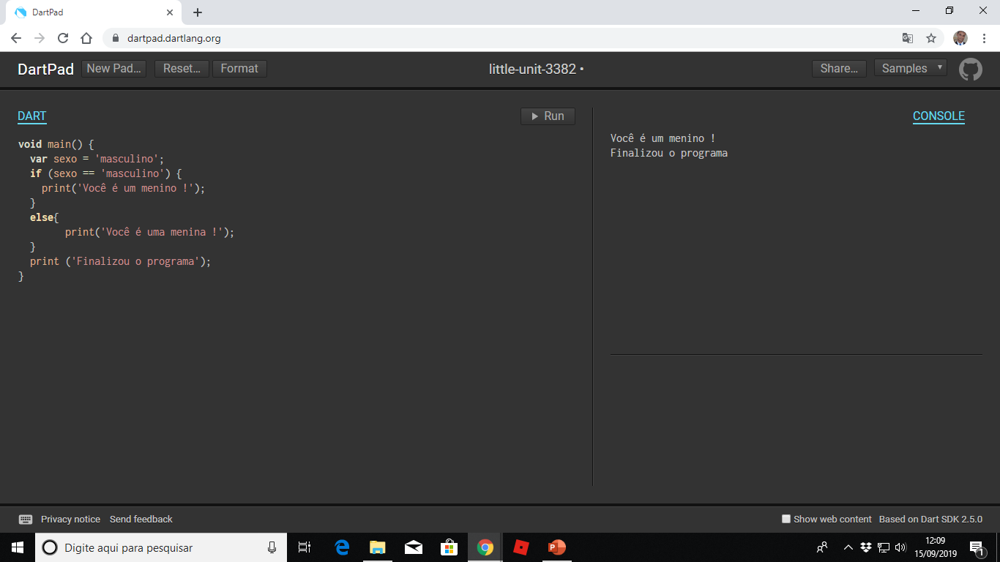 DartPad
dartpad.dartlang.org
DartPad New Pad... Reset... Format little-unit-3382 • Share... Samples
DART
Run
void main() {
  var sexo = 'masculino';
  if (sexo == 'masculino') {
    print('Você é um menino !');
  }
  else{
        print('Você é uma menina !');
  }
  print ('Finalizou o programa');
}
CONSOLE
Você é um menino !
Finalizou o programa
Privacy notice Send feedback Show web content Based on Dart SDK 2.5.0
Digite aqui para pesquisar
12:09
15/09/2019
1